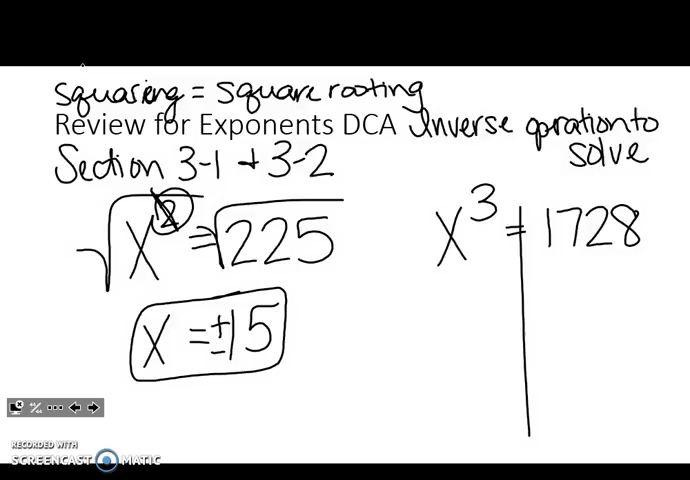 squaring = square rooting
Review for Exponents DCA Inverse opration to
Section 3-1 + 3-2 solve
√x² = √225 x³ = 1728
x = ±15
RECORDED WITH
SCREENCAST MATIC